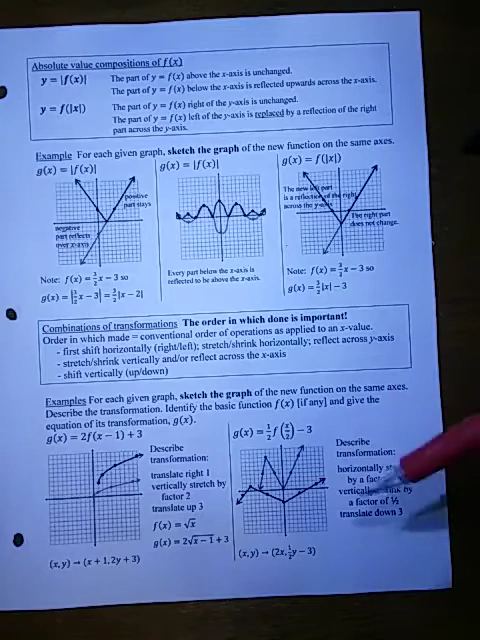 Absolute value compositions of f(x)
y = |f(x)|
The part of y = f(x) above the x-axis is unchanged.
The part of y = f(x) below the x-axis is reflected upwards across the x-axis.
y = f(|x|)
The part of y = f(x) right of the y-axis is unchanged.
The part of y = f(x) left of the y-axis is replaced by a reflection of the right
part across the y-axis.
Example For each given graph, sketch the graph of the new function on the same axes.
g(x) = |f(x)|
positive
part stays
negative
part reflects
over x-axis
Note: f(x) = 3/2 x − 3 so
g(x) = |3/2 x − 3| = 3/2 |x − 2|
g(x) = |f(x)|
Every part below the x-axis is
reflected to be above the x-axis.
g(x) = f(|x|)
The new left part
is a reflection of the right
across the y-axis
The right part
does not change.
Note: f(x) = 3/2 x − 3 so
g(x) = 3/2 |x| − 3
Combinations of transformations The order in which done is important!
Order in which made = conventional order of operations as applied to an x-value.
- first shift horizontally (right/left); stretch/shrink horizontally; reflect across y-axis
- stretch/shrink vertically and/or reflect across the x-axis
- shift vertically (up/down)
Examples For each given graph, sketch the graph of the new function on the same axes.
Describe the transformation. Identify the basic function f(x) [if any] and give the
equation of its transformation, g(x).
g(x) = 2f(x − 1) + 3
Describe
transformation:
translate right 1
vertically stretch by
factor 2
translate up 3
f(x) = √x
g(x) = 2√x − 1 + 3
(x, y) → (x + 1, 2y + 3)
g(x) = 1/2 f(x/2) − 3
Describe
transformation:
horizontally
by a
vertically by
a factor of ½
translate down 3
(x, y) → (2x, 1/2 y − 3)